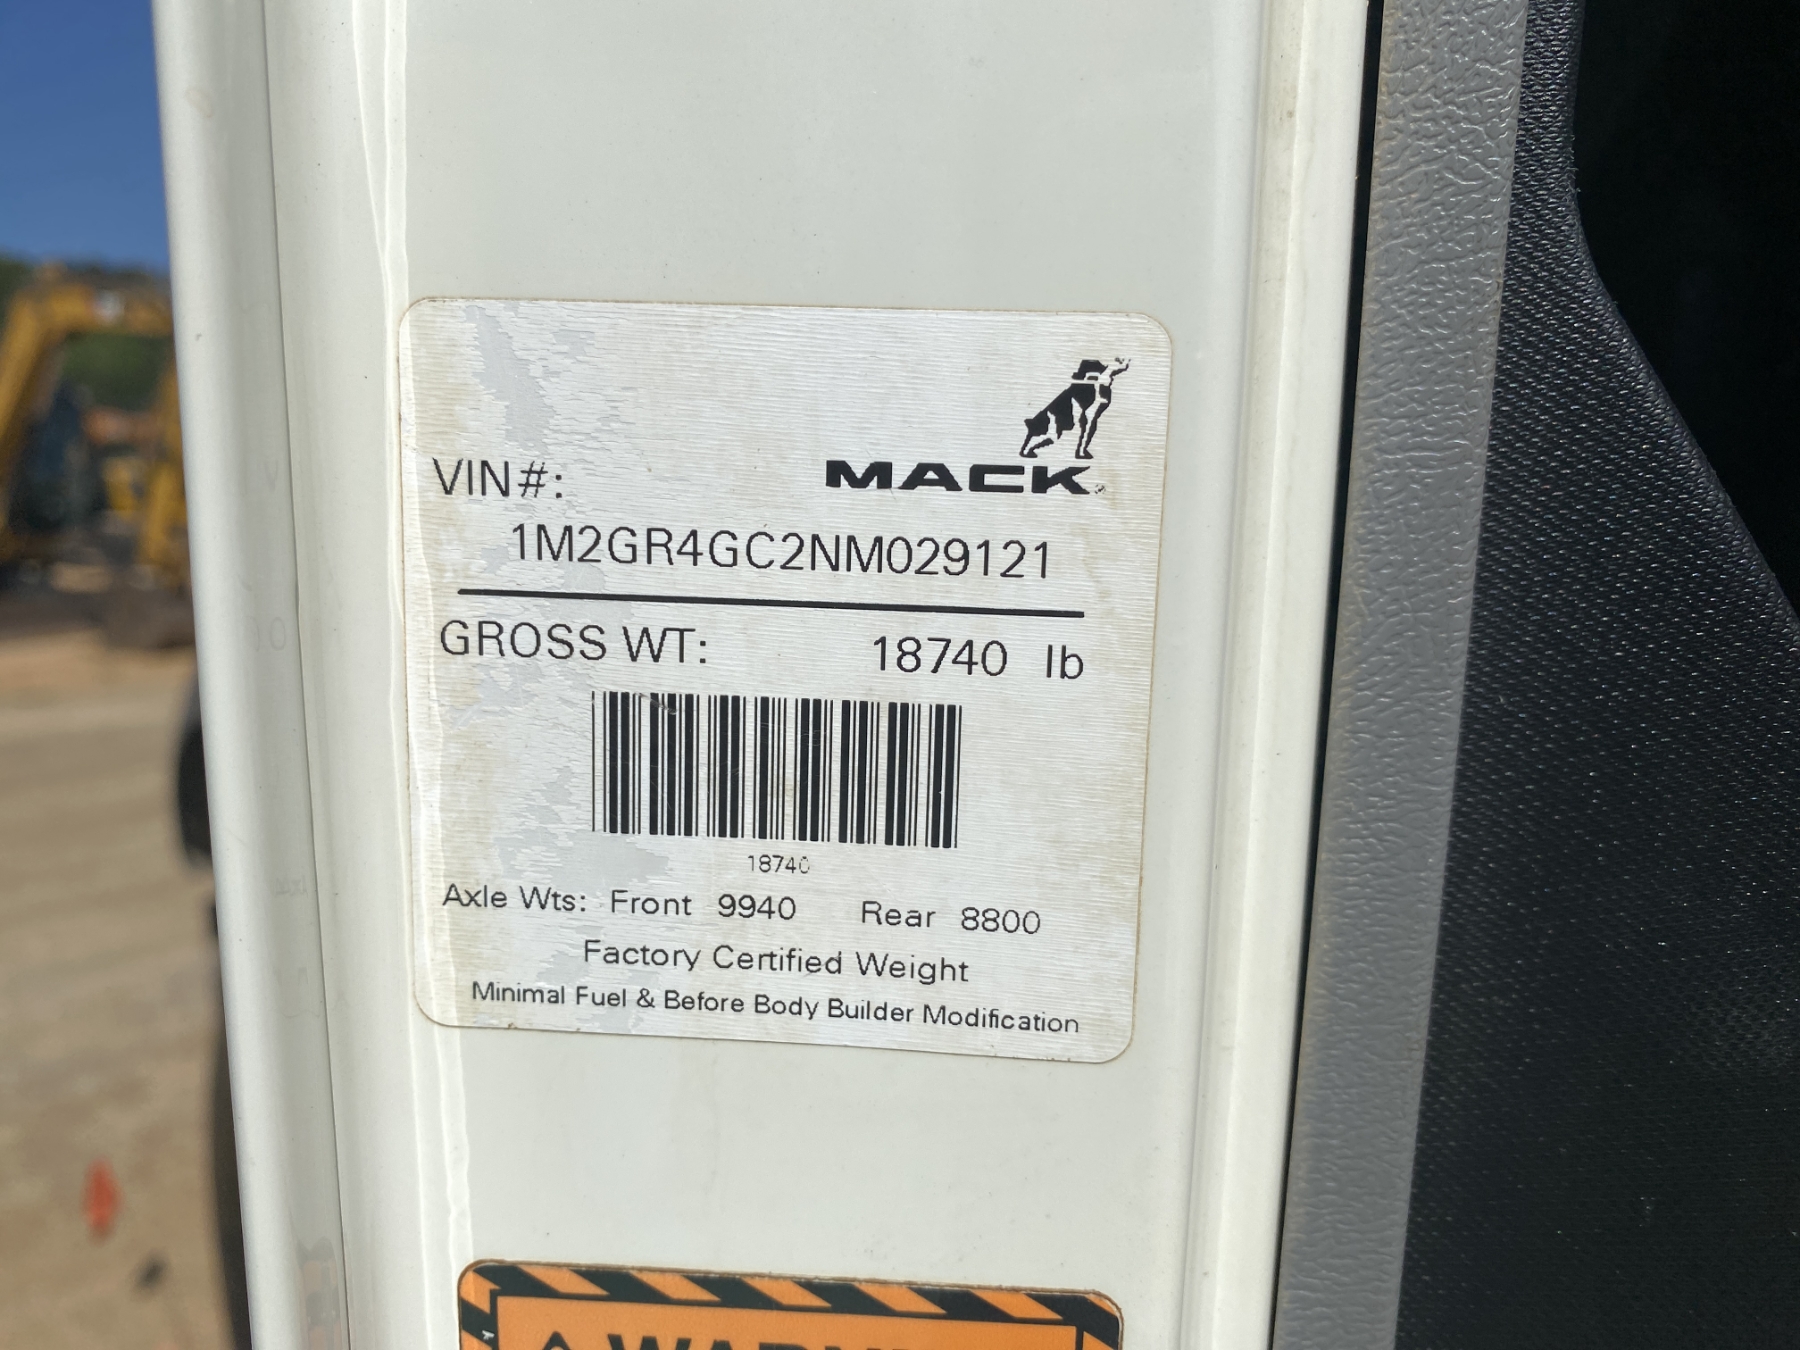 MACK
VIN#:
1M2GR4GC2NM029121
GROSS WT: 18740 lb
18740
Axle Wts: Front 9940 Rear 8800
Factory Certified Weight
Minimal Fuel & Before Body Builder Modification